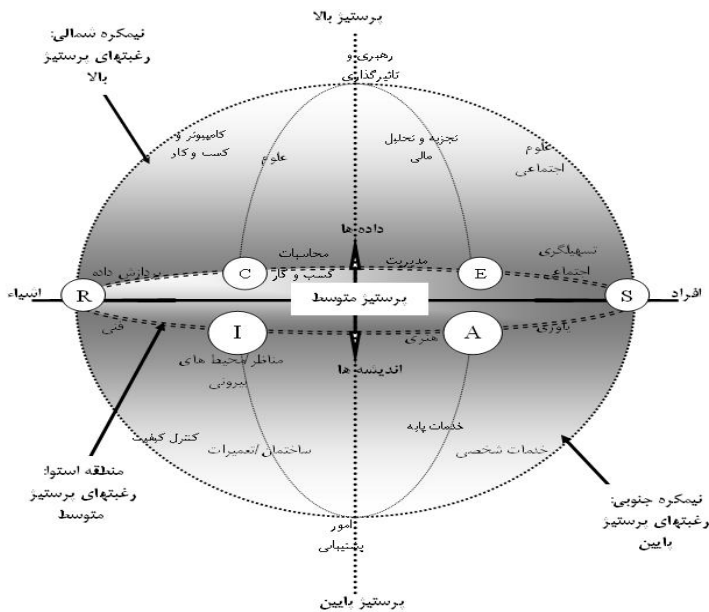 پرستیژ بالا
نیمکره شمالی:
رغبتهای پرستیژ
بالا
رهبری و
تاثیرگذاری
کامپیوتر و
کسب و کار
علوم
تجزیه و تحلیل
مالی
علوم
اجتماعی
داده ها
تسهیلگری
اجتماع
مدیریت
محاسبات
کسب و کار
پردازش داده
C
E
R
S
اشیاء
افراد
پرستیژ متوسط
I
A
فنی
هنری
یاوری
اندیشه ها
مناظر/محیط های
بیرونی
کنترل کیفیت
ساختمان/تعمیرات
خدمات پایه
خدمات شخصی
منطقه استوا:
رغبتهای پرستیژ
متوسط
نیمکره جنوبی:
رغبتهای پرستیژ
پایین
امور
پشتیبانی
پرستیژ پایین